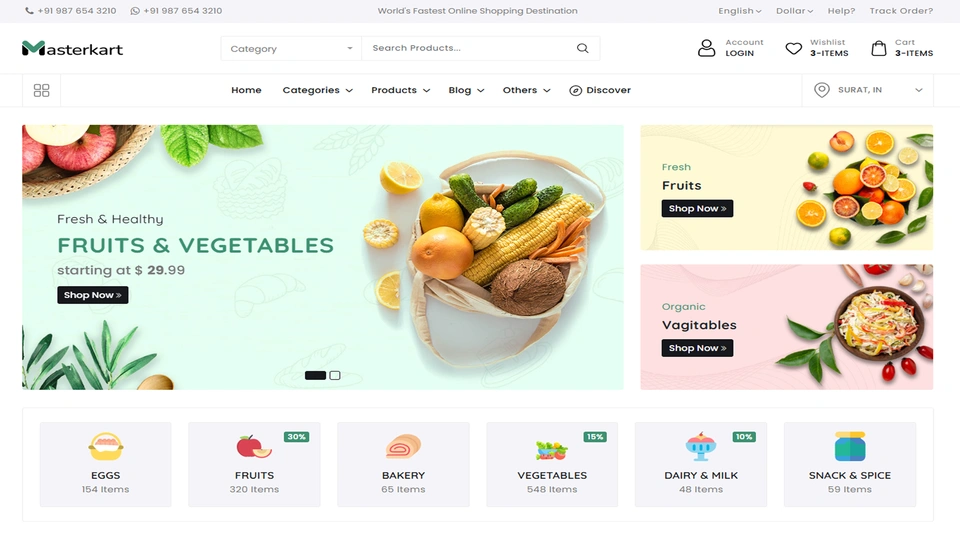 +91 987 654 3210 +91 987 654 3210 World's Fastest Online Shopping Destination English Dollar Help? Track Order?
Masterkart Category Search Products... Account Wishlist Cart
LOGIN 3-ITEMS 3-ITEMS
Home Categories Products Blog Others Discover SURAT, IN
Fresh & Healthy
FRUITS & VEGETABLES
starting at $ 29.99
Shop Now »
Fresh
Fruits
Shop Now »
Organic
Vagitables
Shop Now »
30% 15% 10%
EGGS FRUITS BAKERY VEGETABLES DAIRY & MILK SNACK & SPICE
154 Items 320 Items 65 Items 548 Items 48 Items 59 Items